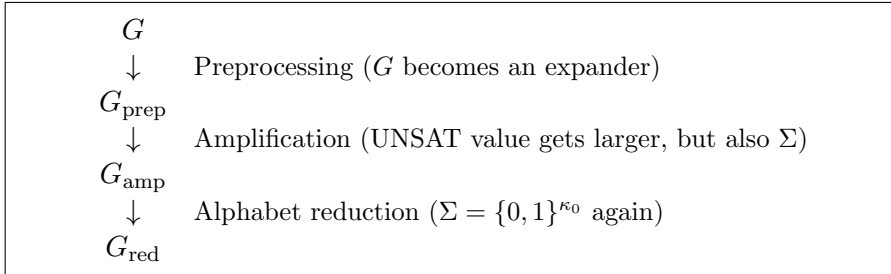 G
↓ Preprocessing (G becomes an expander)
G_prep
↓ Amplification (UNSAT value gets larger, but also Σ)
G_amp
↓ Alphabet reduction (Σ = {0, 1}^{κ_0} again)
G_red